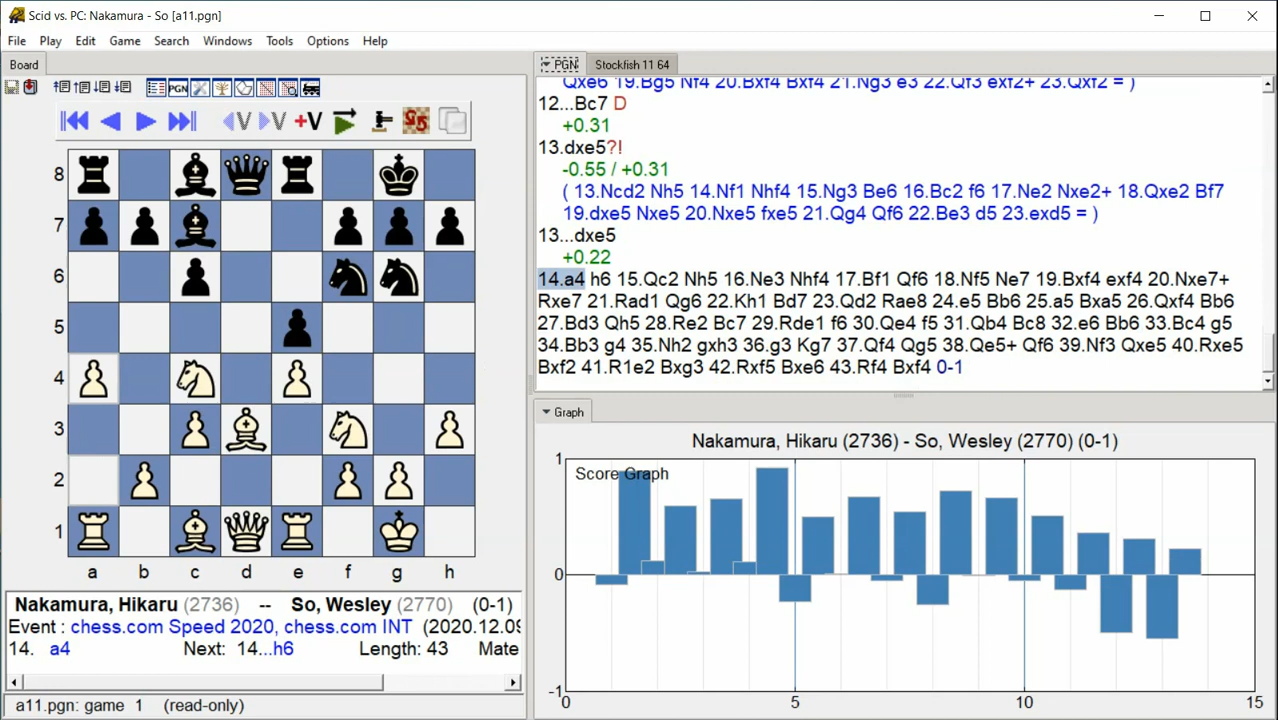 Scid vs. PC: Nakamura - So [a11.pgn]
File Play Edit Game Search Windows Tools Options Help
Board
PGN
V V +V
8
7
6
5
4
3
2
1
a b c d e f g h
Nakamura, Hikaru (2736) -- So, Wesley (2770) (0-1)
Event : chess.com Speed 2020, chess.com INT (2020.12.09
14. a4 Next: 14...h6 Length: 43 Mate
a11.pgn: game 1 (read-only)
PGN Stockfish 11 64
Qxe6 19.Bg5 Nf4 20.Bxf4 Bxf4 21.Ng3 e3 22.Qf3 exf2+ 23.Qxf2 = )
12...Bc7 D
+0.31
13.dxe5?!
-0.55 / +0.31
( 13.Ncd2 Nh5 14.Nf1 Nhf4 15.Ng3 Be6 16.Bc2 f6 17.Ne2 Nxe2+ 18.Qxe2 Bf7
19.dxe5 Nxe5 20.Nxe5 fxe5 21.Qg4 Qf6 22.Be3 d5 23.exd5 = )
13...dxe5
+0.22
14.a4 h6 15.Qc2 Nh5 16.Ne3 Nhf4 17.Bf1 Qf6 18.Nf5 Ne7 19.Bxf4 exf4 20.Nxe7+
Rxe7 21.Rad1 Qg6 22.Kh1 Bd7 23.Qd2 Rae8 24.e5 Bb6 25.a5 Bxa5 26.Qxf4 Bb6
27.Bd3 Qh5 28.Re2 Bc7 29.Rde1 f6 30.Qe4 f5 31.Qb4 Bc8 32.e6 Bb6 33.Bc4 g5
34.Bb3 g4 35.Nh2 gxh3 36.g3 Kg7 37.Qf4 Qg5 38.Qe5+ Qf6 39.Nf3 Qxe5 40.Rxe5
Bxf2 41.R1e2 Bxg3 42.Rxf5 Bxe6 43.Rf4 Bxf4 0-1
Graph
Nakamura, Hikaru (2736) - So, Wesley (2770) (0-1)
Score Graph
1
0
-1
0 5 10 15